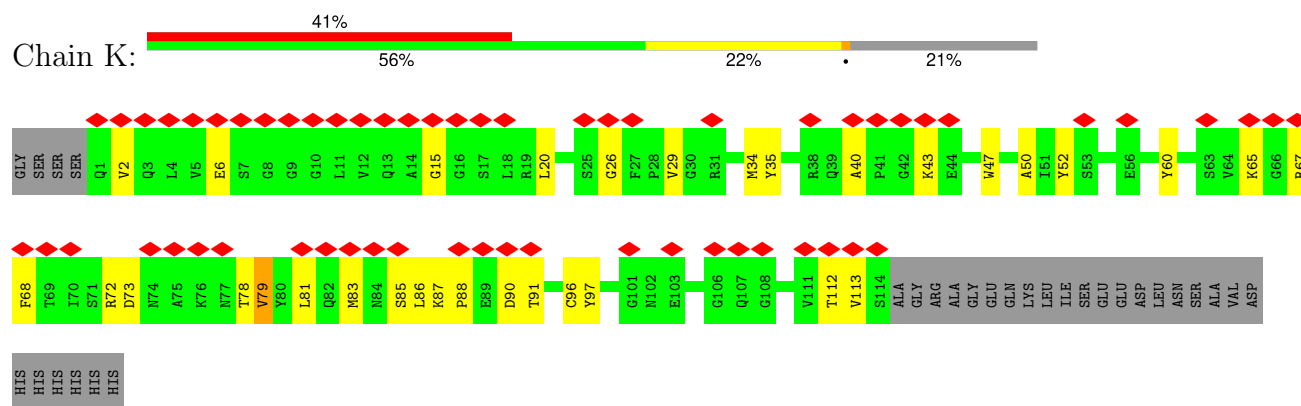 41%
Chain K:
56% 22% • 21%
GLY SER SER SER Q1 V2 Q3 L4 V5 E6 S7 G8 G9 G10 L11 V12 Q13 A14 G15 G16 S17 L18 R19 L20 S25 G26 F27 P28 V29 G30 R31 M34 Y35 R38 Q39 A40 P41 G42 K43 E44 W47 A50 I51 Y52 S53 E56 Y60 S63 V64 K65 G66 R67
F68 T69 I70 S71 R72 D73 N74 A75 K76 N77 T78 V79 Y80 L81 Q82 M83 N84 S85 L86 K87 P88 E89 D90 T91 C96 Y97 G101 N102 E103 G106 Q107 G108 V111 T112 V113 S114 ALA GLY ARG ALA GLY GLU GLN LYS LEU ILE SER GLU GLU ASP LEU ASN SER ALA VAL ASP
HIS HIS HIS HIS HIS HIS